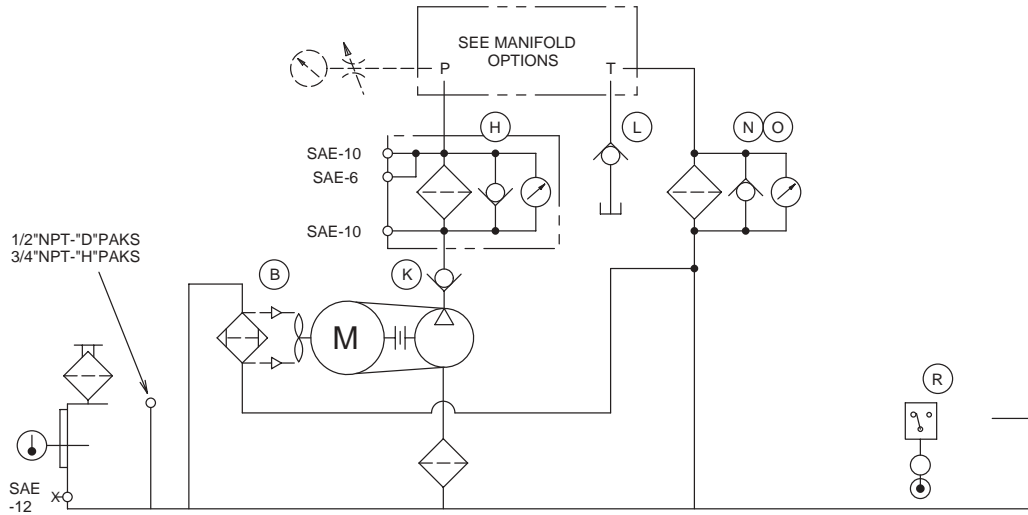 SEE MANIFOLD
OPTIONS
P
T
H
L
N
O
SAE-10
SAE-6
SAE-10
1/2"NPT-"D"PAKS
3/4"NPT-"H"PAKS
B
K
M
R
SAE
-12
X